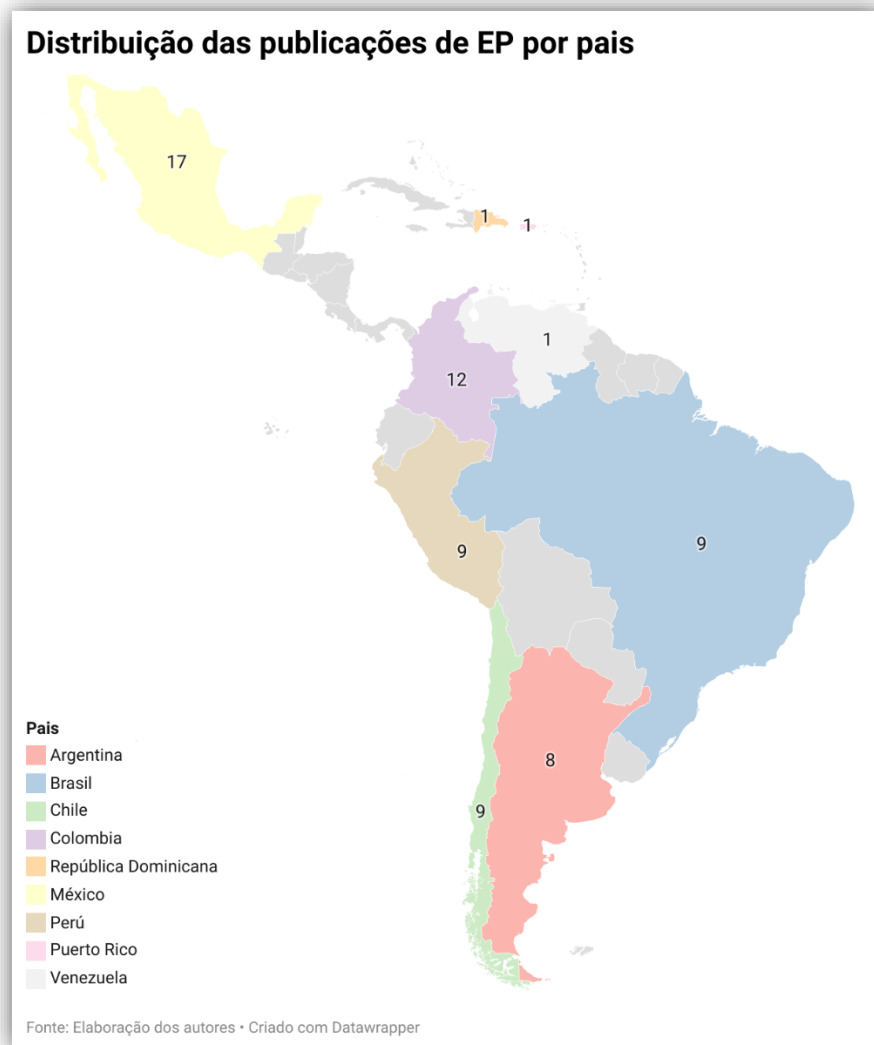 Distribuição das publicações de EP por pais
17
1
1
1
12
9
9
8
9
Pais
Argentina
Brasil
Chile
Colombia
República Dominicana
México
Perú
Puerto Rico
Venezuela
Fonte: Elaboração dos autores • Criado com Datawrapper